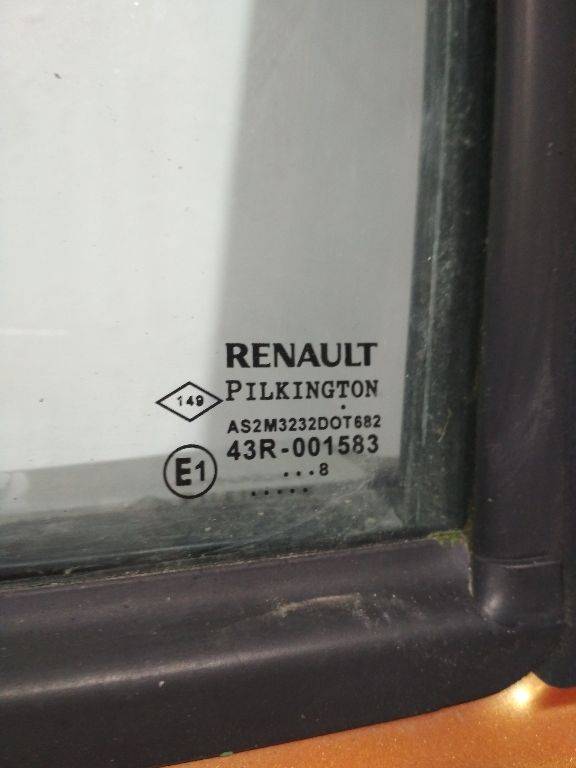 RENAULT
149 PILKINGTON
AS2M3232DOT682
E1 43R-001583
...8
.....